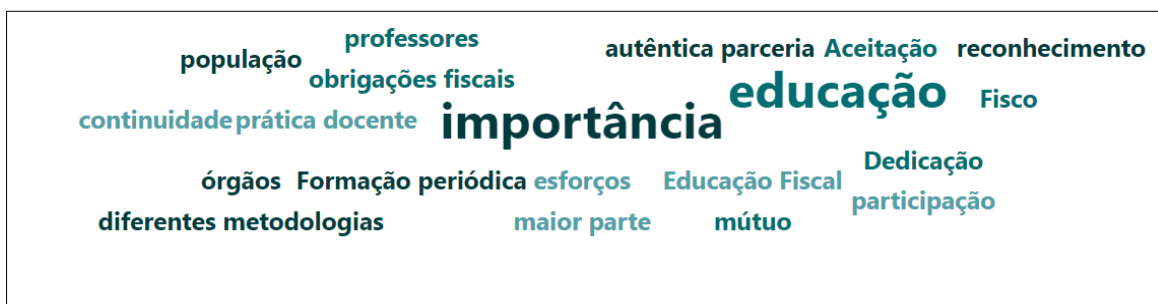 professores
autêntica parceria Aceitação reconhecimento
população
obrigações fiscais
educação
Fisco
continuidade prática docente
importância
Dedicação
órgãos Formação periódica esforços Educação Fiscal
participação
diferentes metodologias maior parte mútuo